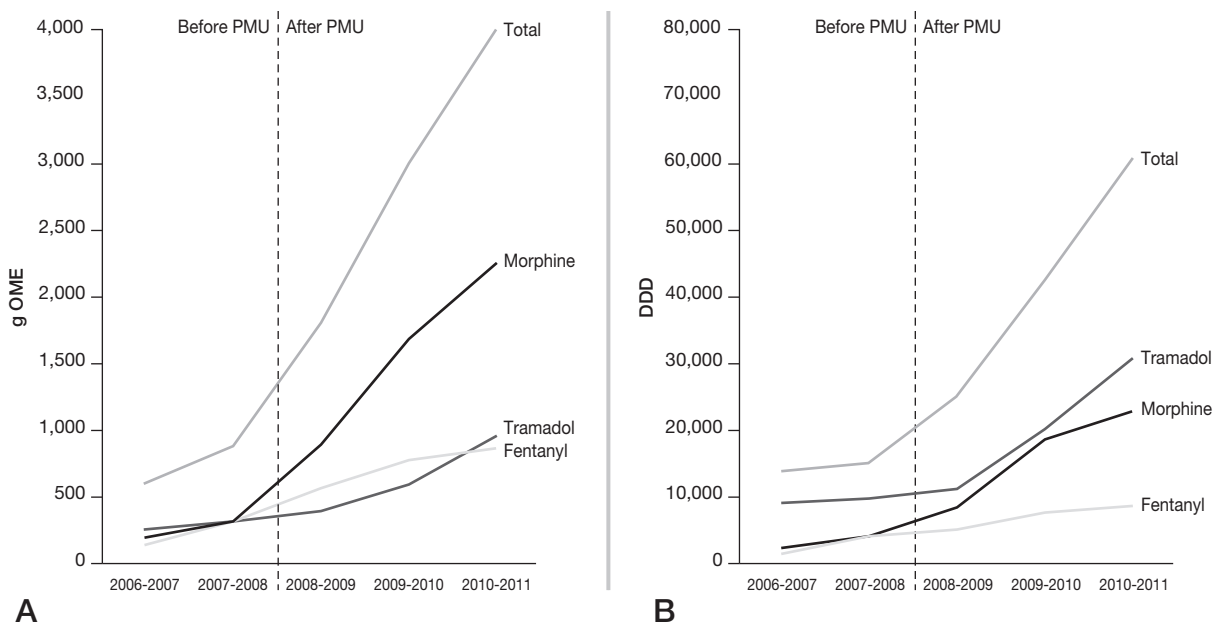 Before PMU After PMU
4,000
3,500
3,000
2,500
2,000
1,500
1,000
500
0
g OME
Total
Morphine
Tramadol
Fentanyl
2006-2007 2007-2008 2008-2009 2009-2010 2010-2011
A
Before PMU After PMU
80,000
70,000
60,000
50,000
40,000
30,000
20,000
10,000
0
DDD
Total
Tramadol
Morphine
Fentanyl
2006-2007 2007-2008 2008-2009 2009-2010 2010-2011
B